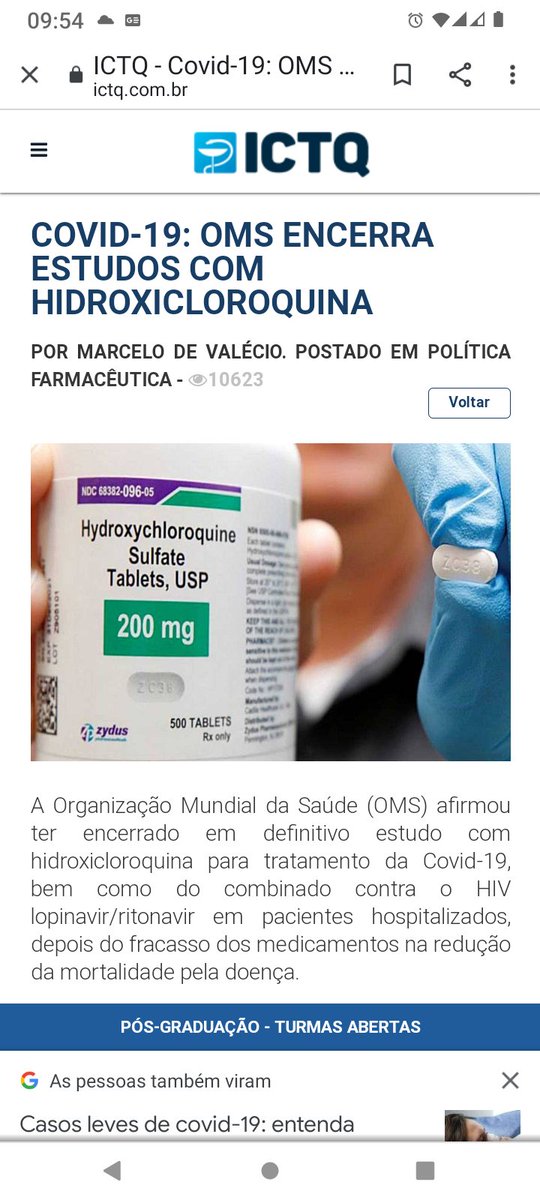 09:54
ICTQ - Covid-19: OMS ...
ictq.com.br
ICTQ
COVID-19: OMS ENCERRA
ESTUDOS COM
HIDROXICLOROQUINA
POR MARCELO DE VALÉCIO. POSTADO EM POLÍTICA
FARMACÊUTICA - 10623
Voltar
NDC 68382-096-05
Hydroxychloroquine
Sulfate
Tablets, USP
200 mg
ZC38
zydus
500 TABLETS
Rx only
ZC38
A Organização Mundial da Saúde (OMS) afirmou
ter encerrado em definitivo estudo com
hidroxicloroquina para tratamento da Covid-19,
bem como do combinado contra o HIV
lopinavir/ritonavir em pacientes hospitalizados,
depois do fracasso dos medicamentos na redução
da mortalidade pela doença.
PÓS-GRADUAÇÃO - TURMAS ABERTAS
G As pessoas também viram
Casos leves de covid-19: entenda